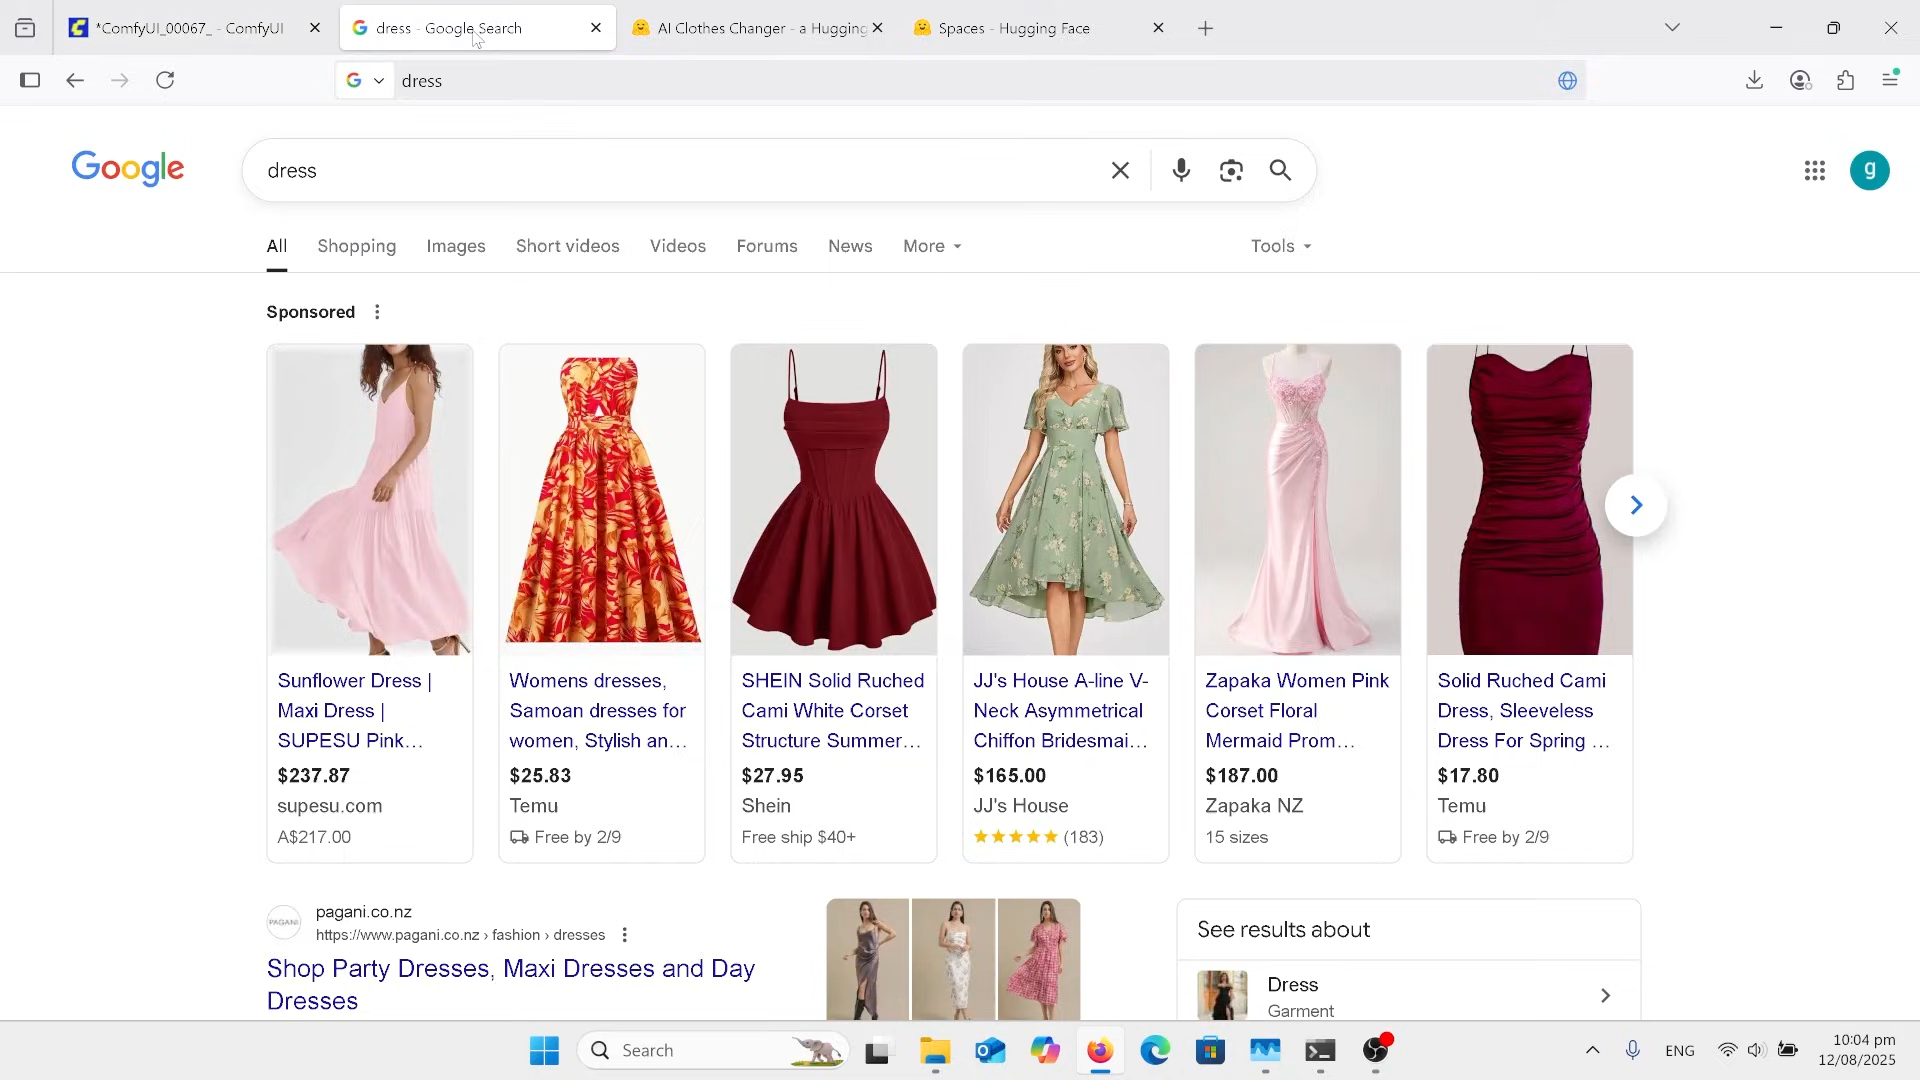 *ComfyUI_00067_ - ComfyUI
dress - Google Search
AI Clothes Changer - a Hugging
Spaces - Hugging Face
dress
Google
dress
g
All
Shopping
Images
Short videos
Videos
Forums
News
More
Tools
Sponsored
Sunflower Dress |
Maxi Dress |
SUPESU Pink...
$237.87
supesu.com
A$217.00
Womens dresses,
Samoan dresses for
women, Stylish an...
$25.83
Temu
Free by 2/9
SHEIN Solid Ruched
Cami White Corset
Structure Summer...
$27.95
Shein
Free ship $40+
JJ's House A-line V-
Neck Asymmetrical
Chiffon Bridesmai...
$165.00
JJ's House
(183)
Zapaka Women Pink
Corset Floral
Mermaid Prom...
$187.00
Zapaka NZ
15 sizes
Solid Ruched Cami
Dress, Sleeveless
Dress For Spring ...
$17.80
Temu
Free by 2/9
PAGANI
pagani.co.nz
https://www.pagani.co.nz › fashion › dresses
Shop Party Dresses, Maxi Dresses and Day
Dresses
See results about
Dress
Garment
Search
ENG
10:04 pm
12/08/2025